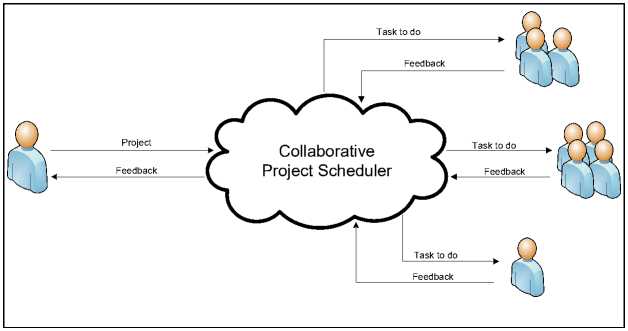 Task to do
Feedback
Project
Feedback
Collaborative
Project Scheduler
Task to do
Feedback
Task to do
Feedback